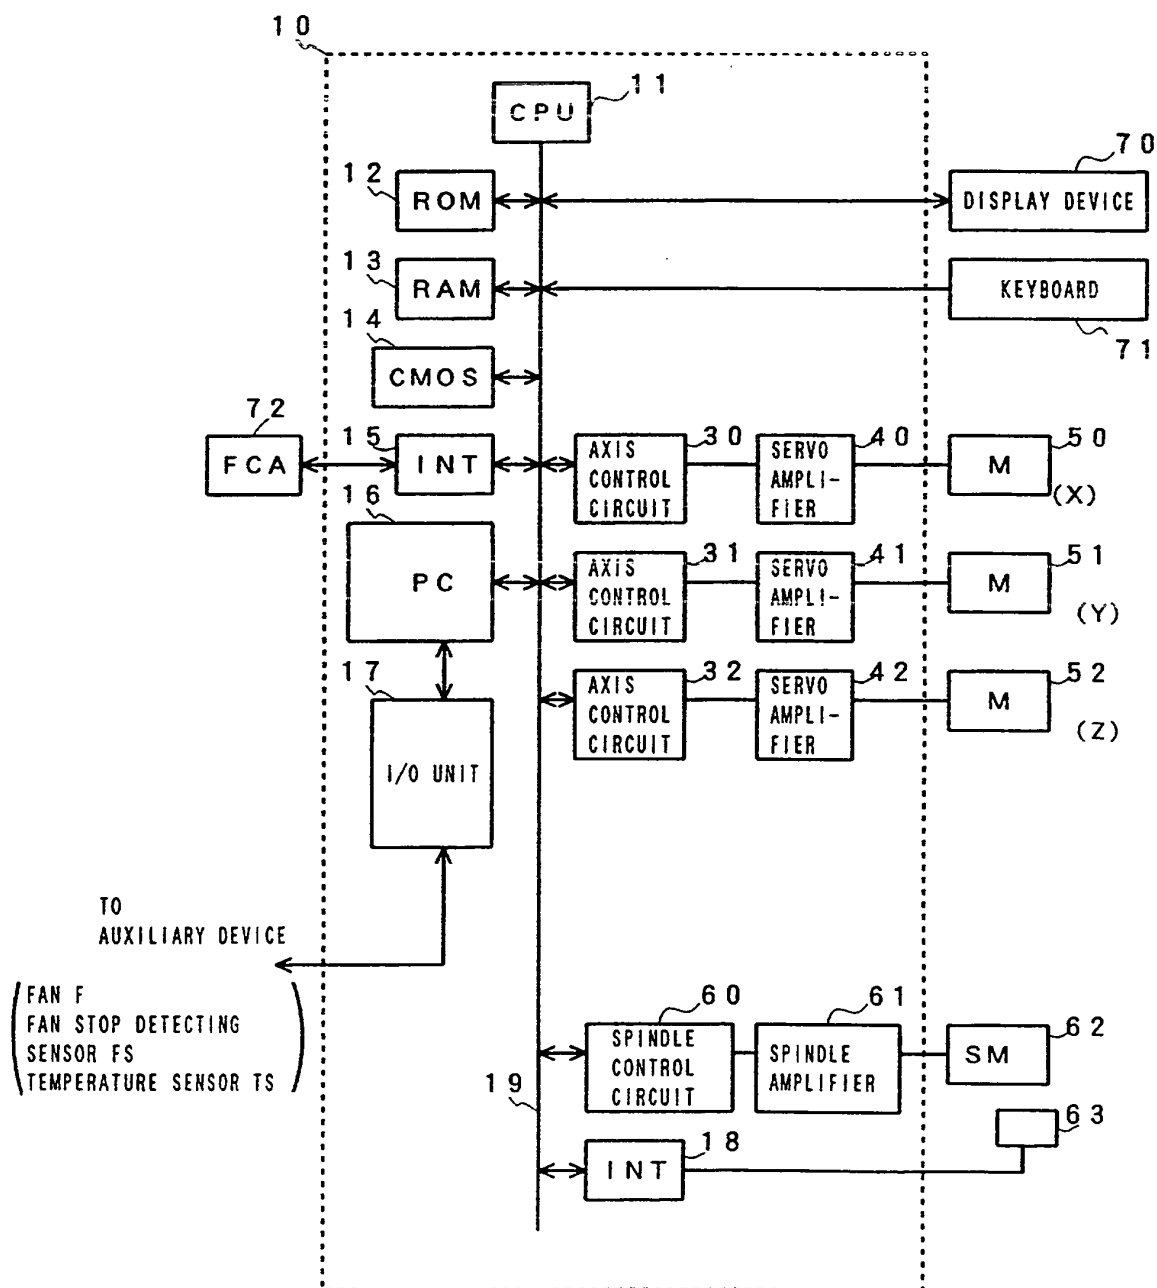 10
11
CPU
12
ROM
70
DISPLAY DEVICE
13
RAM
KEYBOARD
71
14
CMOS
72
FCA
15
INT
30
AXIS
CONTROL
CIRCUIT
40
SERVO
AMPLI-
FIER
50
M
(X)
16
PC
31
AXIS
CONTROL
CIRCUIT
41
SERVO
AMPLI-
FIER
51
M
(Y)
17
I/O UNIT
32
AXIS
CONTROL
CIRCUIT
42
SERVO
AMPLI-
FIER
52
M
(Z)
TO
AUXILIARY DEVICE
FAN F
FAN STOP DETECTING
SENSOR FS
TEMPERATURE SENSOR TS
19
60
SPINDLE
CONTROL
CIRCUIT
61
SPINDLE
AMPLIFIER
62
SM
63
18
INT